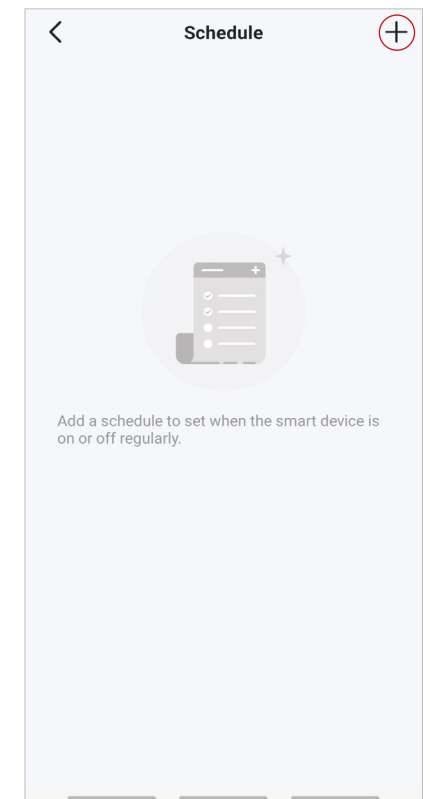 Schedule
Add a schedule to set when the smart device is
on or off regularly.